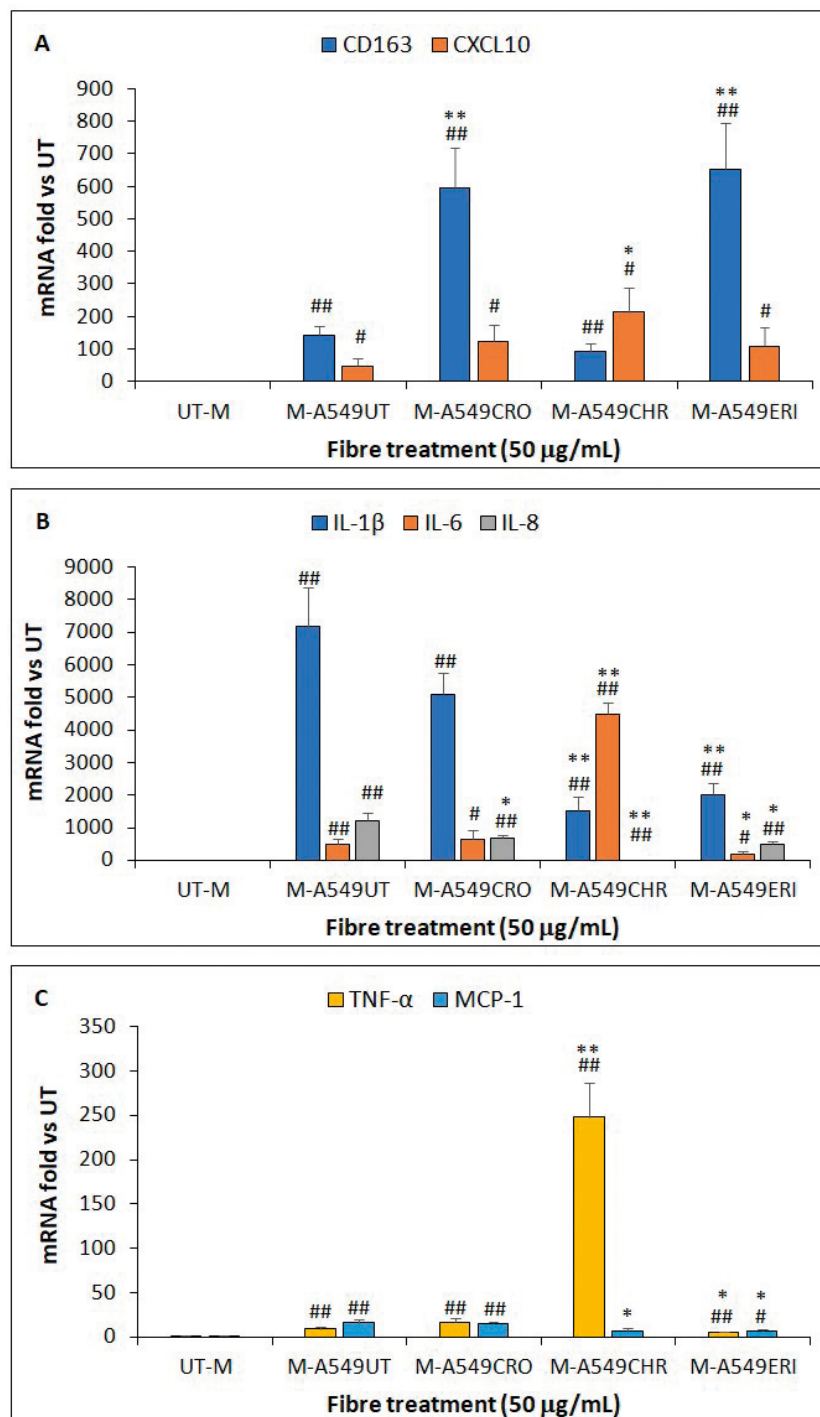 A
CD163 CXCL10
mRNA fold vs UT
900
800
700
600
500
400
300
200
100
0
** ## ** ##
* #
## # # ## #
UT-M M-A549UT M-A549CRO M-A549CHR M-A549ERI
Fibre treatment (50 µg/mL)
B
IL-1β IL-6 IL-8
mRNA fold vs UT
9000
8000
7000
6000
5000
4000
3000
2000
1000
0
## ## ## ## # * ## ** ## ** ## ** ## ** ## * # * ##
UT-M M-A549UT M-A549CRO M-A549CHR M-A549ERI
Fibre treatment (50 µg/mL)
C
TNF-α MCP-1
mRNA fold vs UT
350
300
250
200
150
100
50
0
## ## ## ## ** ## * * ## * #
UT-M M-A549UT M-A549CRO M-A549CHR M-A549ERI
Fibre treatment (50 µg/mL)